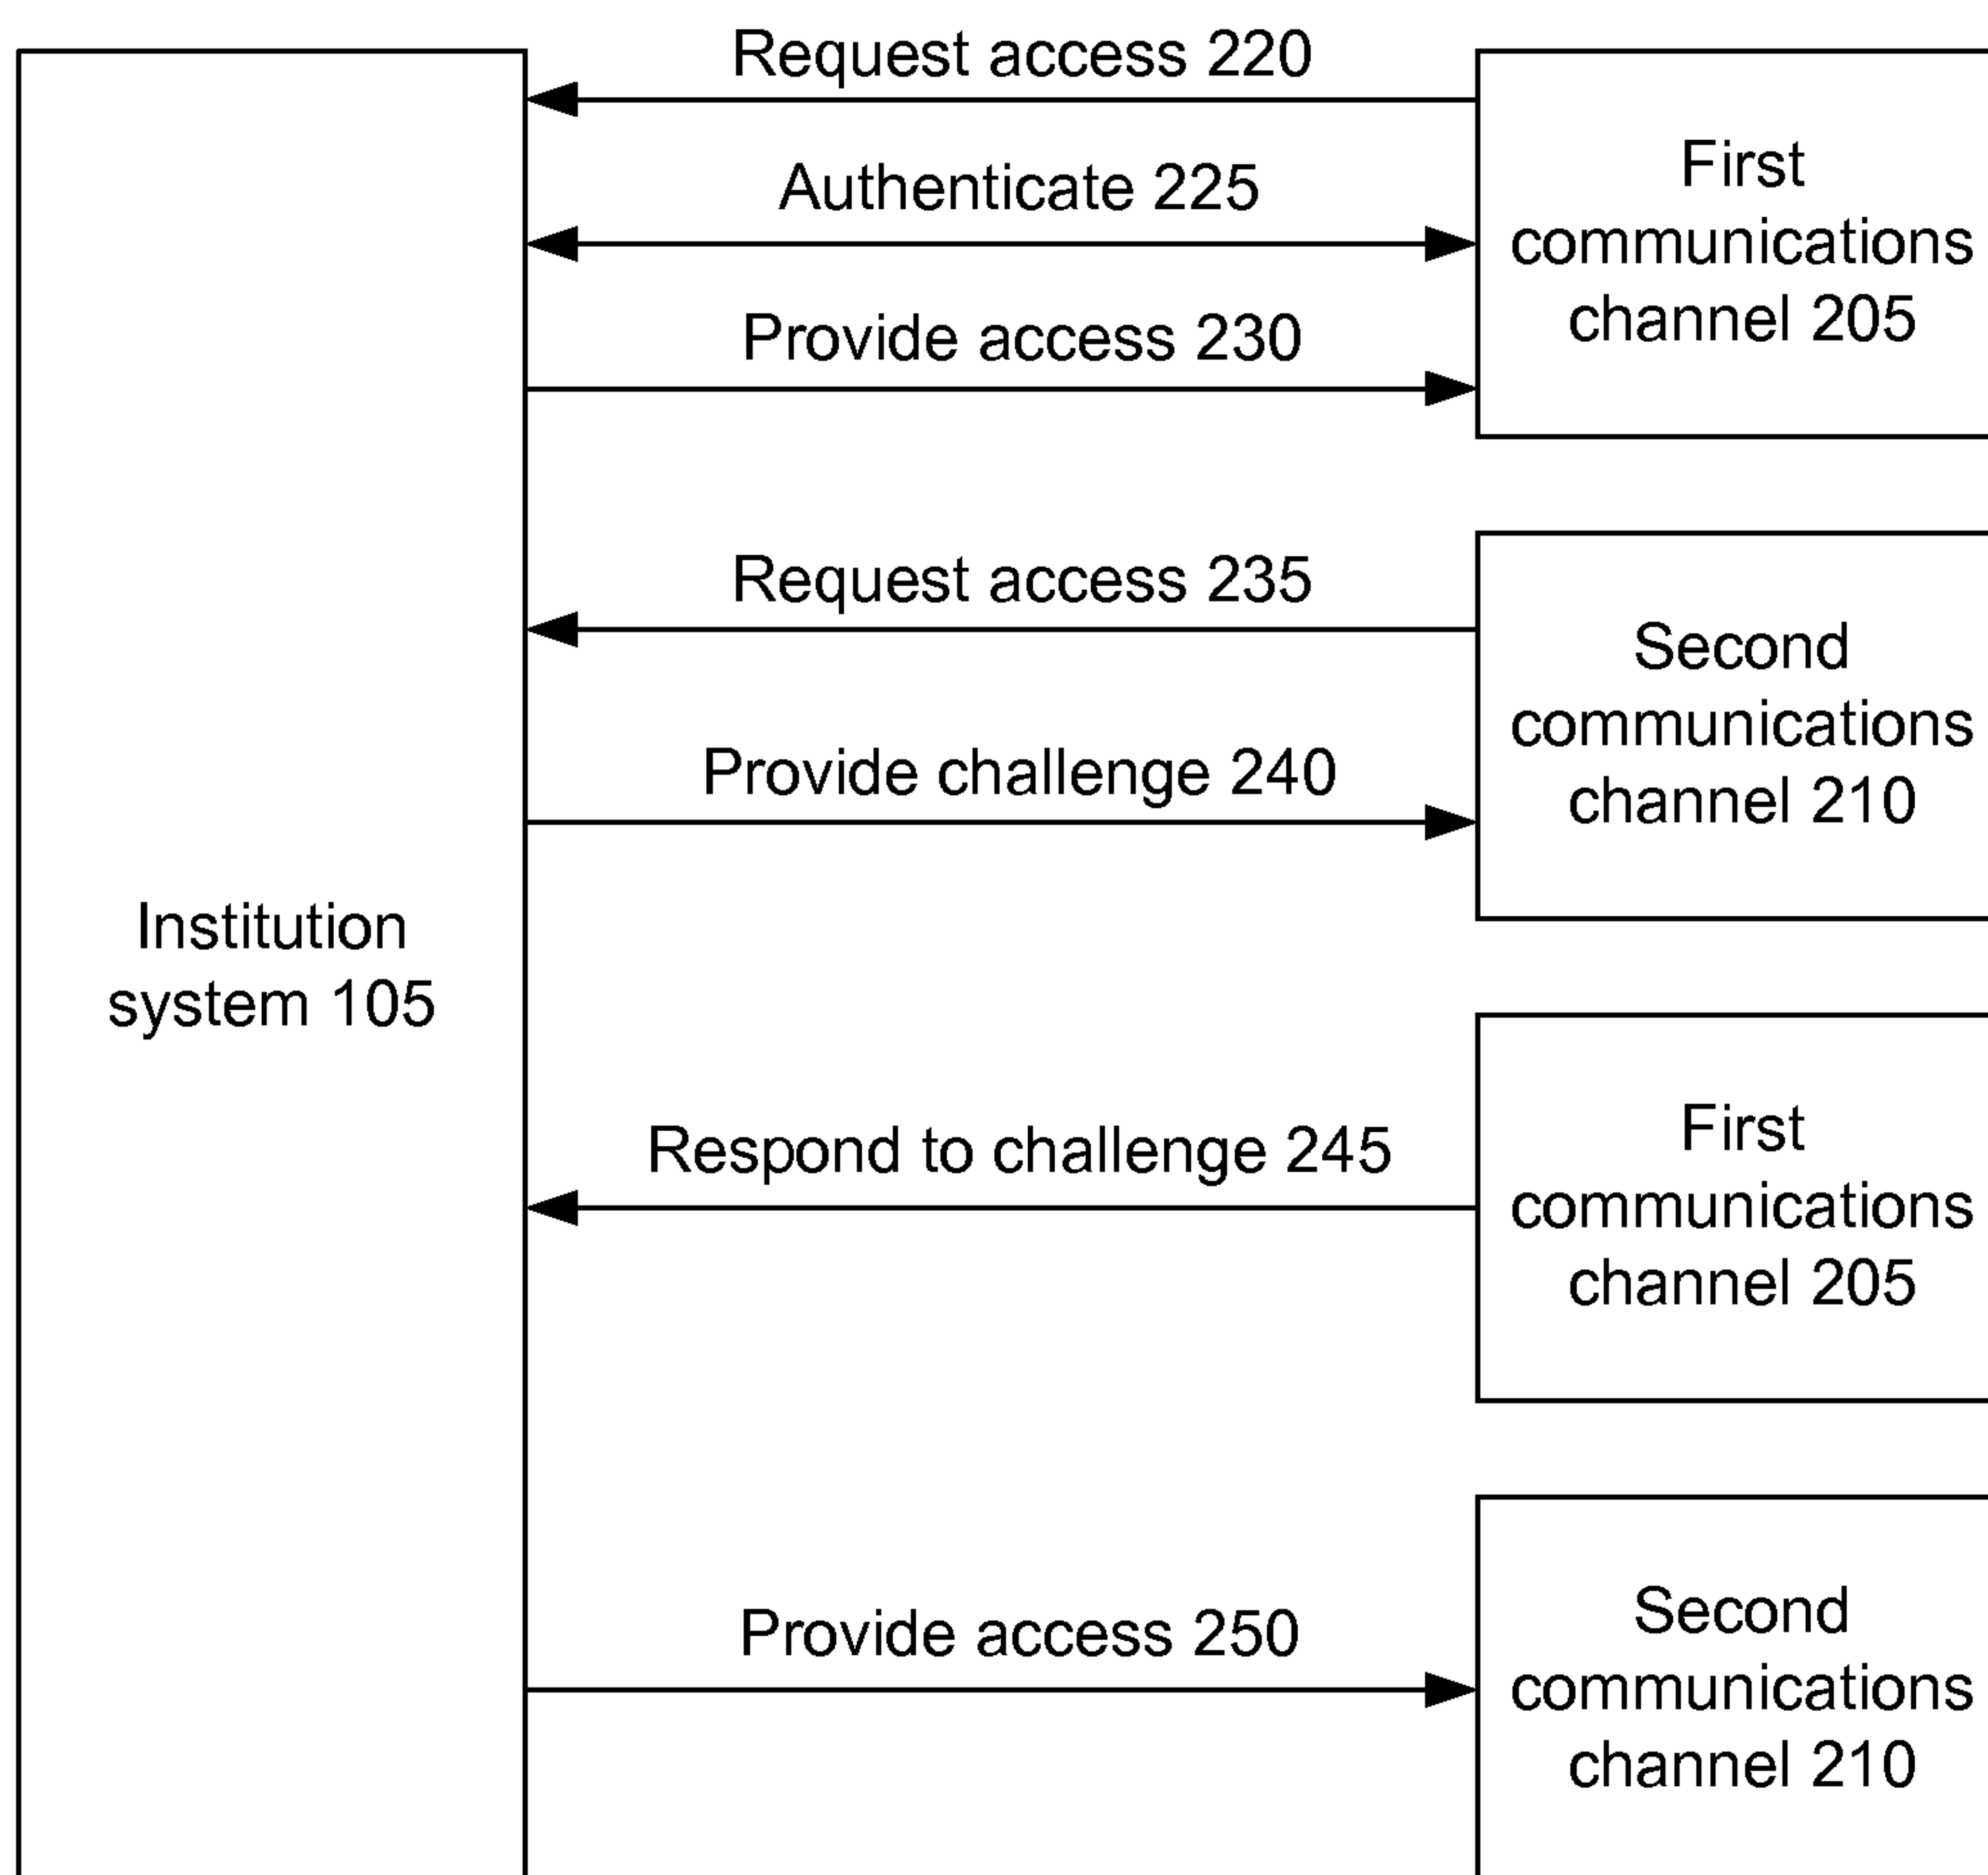 Request access 220
Authenticate 225
Provide access 230
First
communications
channel 205
Request access 235
Provide challenge 240
Second
communications
channel 210
Institution
system 105
Respond to challenge 245
First
communications
channel 205
Provide access 250
Second
communications
channel 210